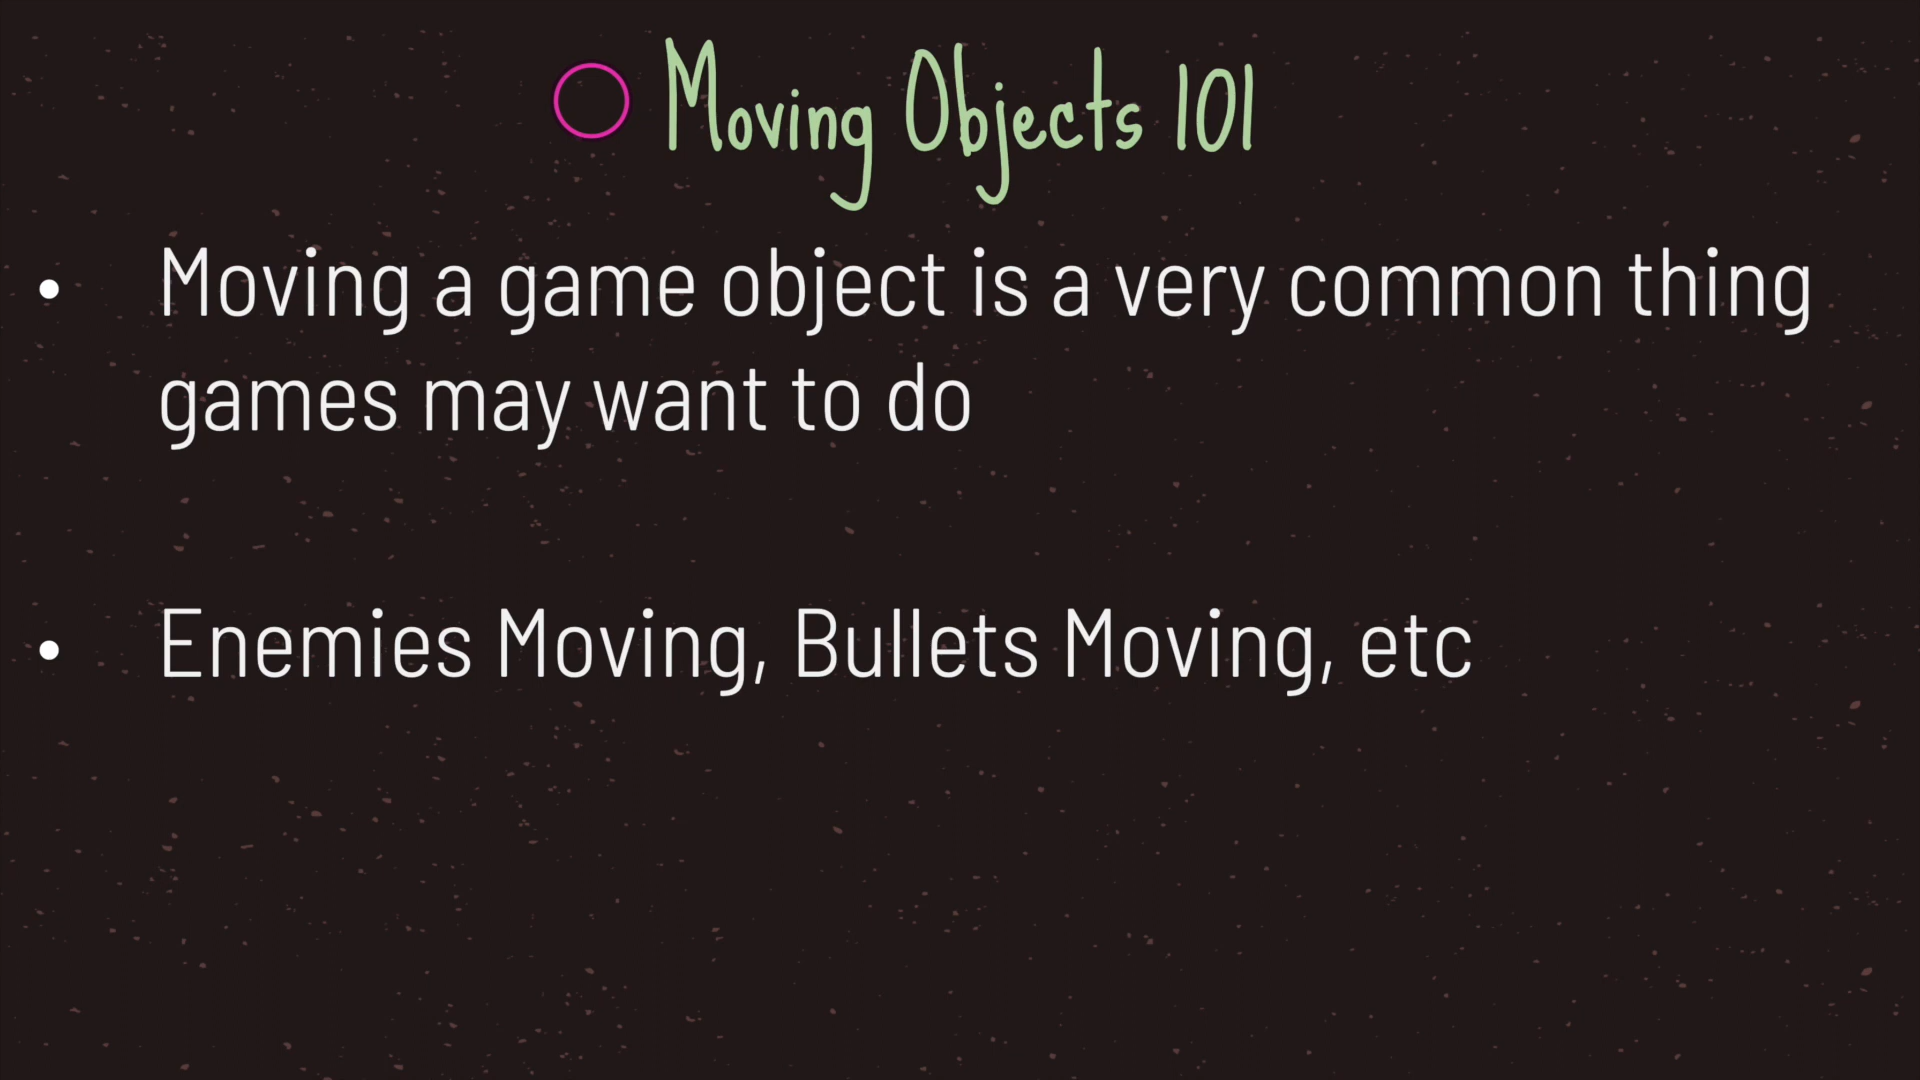 Moving Objects 101
• Moving a game object is a very common thing
games may want to do
• Enemies Moving, Bullets Moving, etc